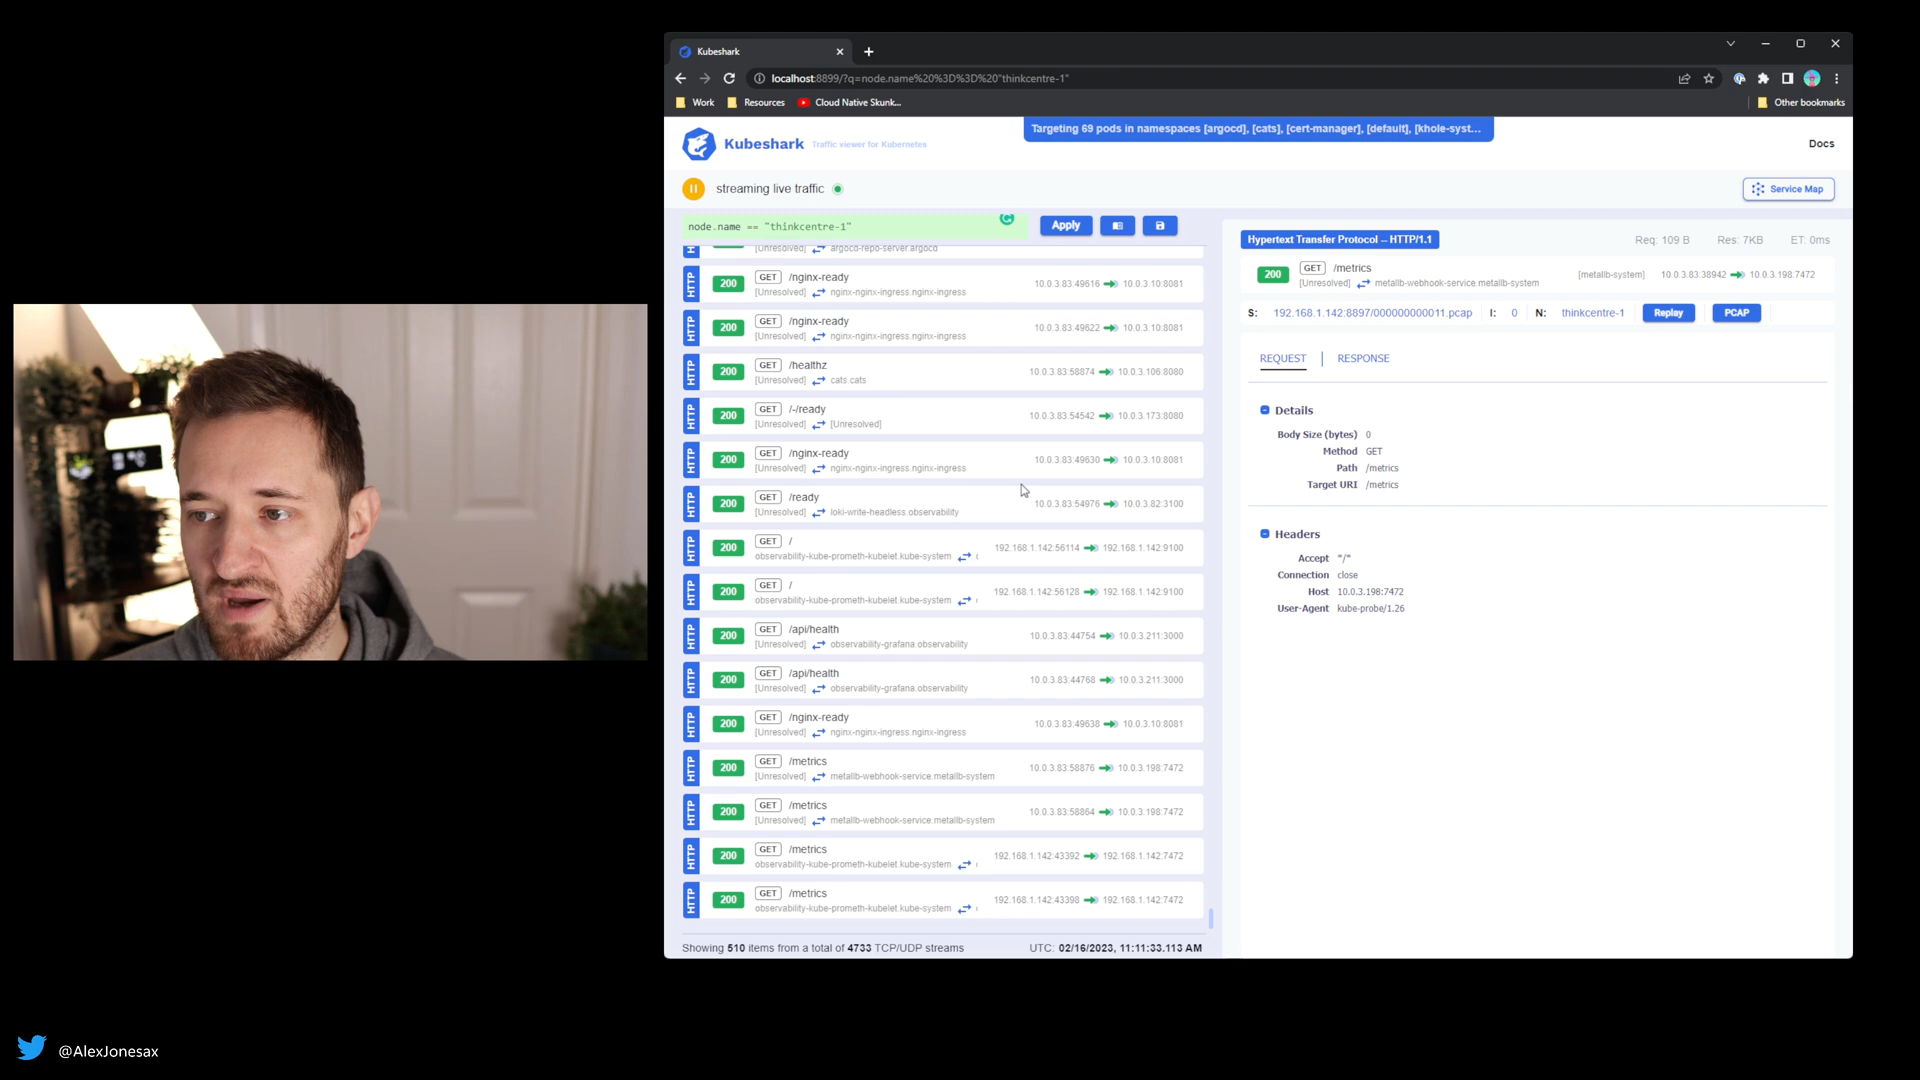 Kubeshark
localhost:8899/?q=node.name%20%3D%3D%20"thinkcentre-1"
Work
Resources
Cloud Native Skunk...
Other bookmarks
Kubeshark
Traffic viewer for Kubernetes
Targeting 69 pods in namespaces [argocd], [cats], [cert-manager], [default], [khole-syst...
Docs
streaming live traffic
Service Map
node.name == "thinkcentre-1"
Apply
[Unresolved] argocd-repo-server.argocd
HTTP 200 GET /nginx-ready
[Unresolved] nginx-nginx-ingress.nginx-ingress
10.0.3.83:49616 10.0.3.10:8081
HTTP 200 GET /nginx-ready
[Unresolved] nginx-nginx-ingress.nginx-ingress
10.0.3.83:49622 10.0.3.10:8081
HTTP 200 GET /healthz
[Unresolved] cats.cats
10.0.3.83:58874 10.0.3.106:8080
HTTP 200 GET /-/ready
[Unresolved] [Unresolved]
10.0.3.83:54542 10.0.3.173:8080
HTTP 200 GET /nginx-ready
[Unresolved] nginx-nginx-ingress.nginx-ingress
10.0.3.83:49630 10.0.3.10:8081
HTTP 200 GET /ready
[Unresolved] loki-write-headless.observability
10.0.3.83:54976 10.0.3.82:3100
HTTP 200 GET /
observability-kube-prometh-kubelet.kube-system
192.168.1.142:56114 192.168.1.142:9100
HTTP 200 GET /
observability-kube-prometh-kubelet.kube-system
192.168.1.142:56128 192.168.1.142:9100
HTTP 200 GET /api/health
[Unresolved] observability-grafana.observability
10.0.3.83:44754 10.0.3.211:3000
HTTP 200 GET /api/health
[Unresolved] observability-grafana.observability
10.0.3.83:44768 10.0.3.211:3000
HTTP 200 GET /nginx-ready
[Unresolved] nginx-nginx-ingress.nginx-ingress
10.0.3.83:49638 10.0.3.10:8081
HTTP 200 GET /metrics
[Unresolved] metallb-webhook-service.metallb-system
10.0.3.83:58876 10.0.3.198:7472
HTTP 200 GET /metrics
[Unresolved] metallb-webhook-service.metallb-system
10.0.3.83:58864 10.0.3.198:7472
HTTP 200 GET /metrics
observability-kube-prometh-kubelet.kube-system
192.168.1.142:43392 192.168.1.142:7472
HTTP 200 GET /metrics
observability-kube-prometh-kubelet.kube-system
192.168.1.142:43398 192.168.1.142:7472
Showing 510 items from a total of 4733 TCP/UDP streams
UTC: 02/16/2023, 11:11:33.113 AM
Hypertext Transfer Protocol -- HTTP/1.1
Req: 109 B Res: 7KB ET: 0ms
200 GET /metrics
[Unresolved] metallb-webhook-service.metallb-system
[metallb-system] 10.0.3.83:38942 10.0.3.198:7472
S: 192.168.1.142:8897/000000000011.pcap I: 0 N: thinkcentre-1 Replay PCAP
REQUEST | RESPONSE
Details
Body Size (bytes) 0
Method GET
Path /metrics
Target URI /metrics
Headers
Accept "*/*"
Connection close
Host 10.0.3.198:7472
User-Agent kube-probe/1.26
@AlexJonesax